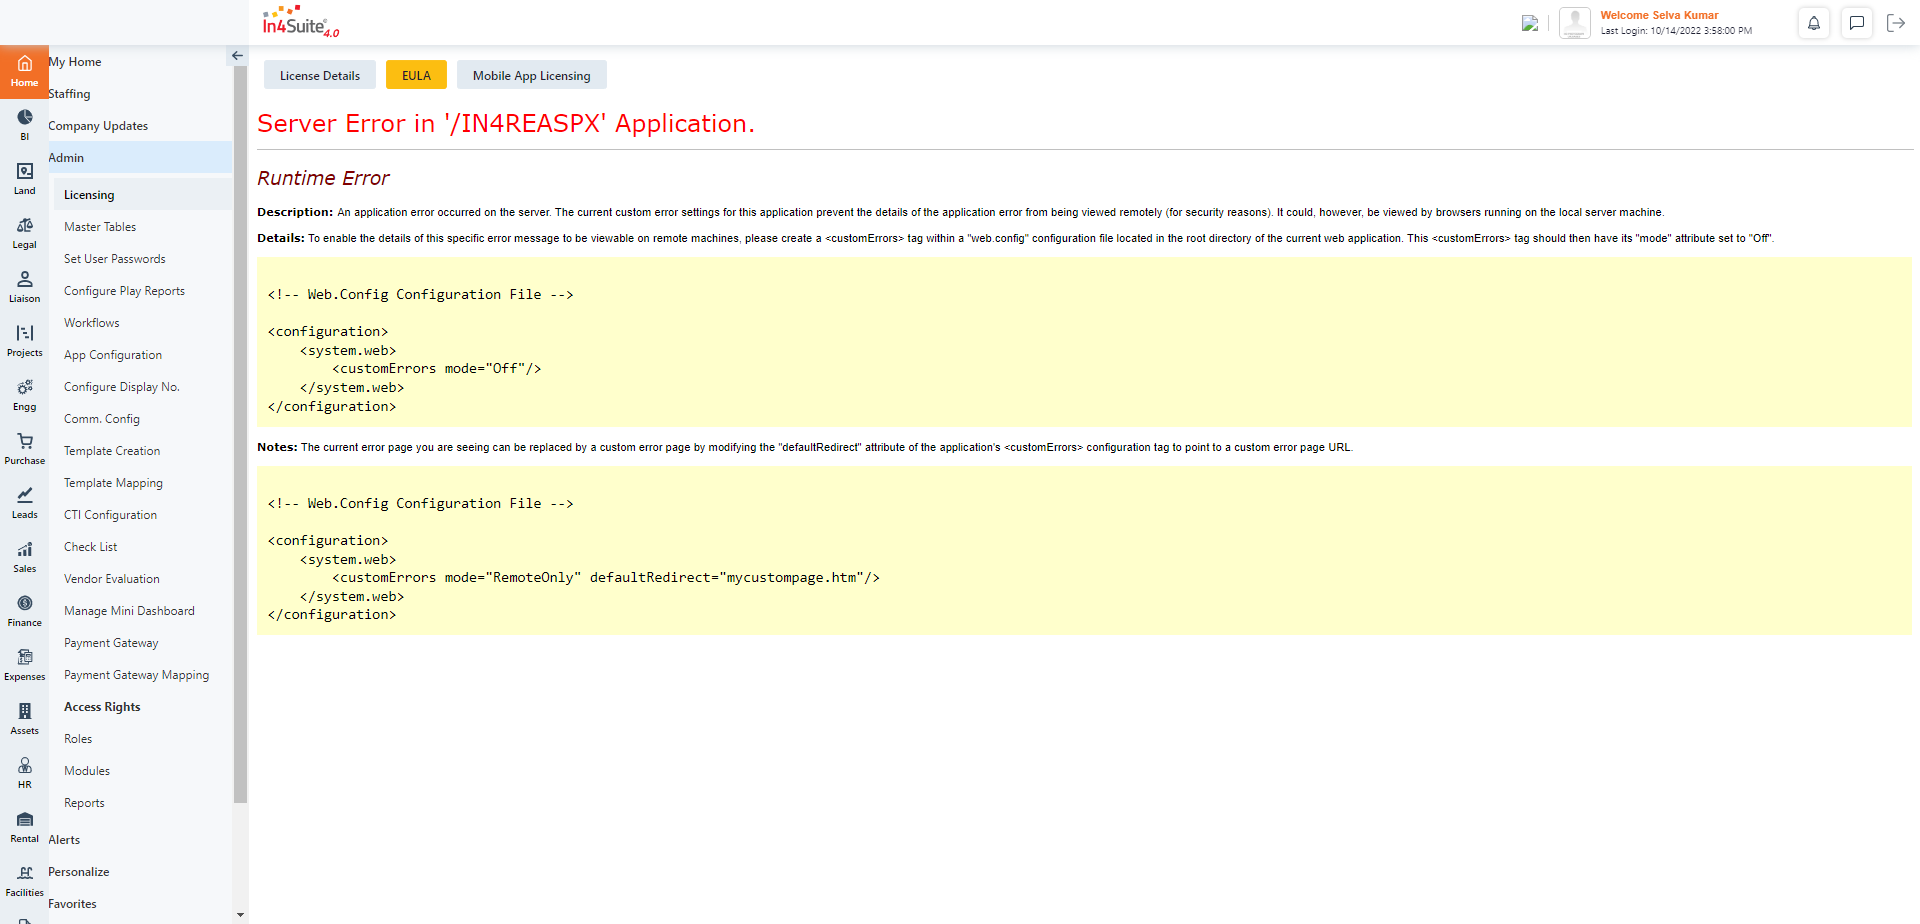 In4Suite® 4.0
Welcome Selva Kumar
Last Login: 10/14/2022 3:58:00 PM
Home
BI
Land
Legal
Liaison
Projects
Engg
Purchase
Leads
Sales
Finance
Expenses
Assets
HR
Rental
Facilities
My Home
Staffing
Company Updates
Admin
Licensing
Master Tables
Set User Passwords
Configure Play Reports
Workflows
App Configuration
Configure Display No.
Comm. Config
Template Creation
Template Mapping
CTI Configuration
Check List
Vendor Evaluation
Manage Mini Dashboard
Payment Gateway
Payment Gateway Mapping
Access Rights
Roles
Modules
Reports
Alerts
Personalize
Favorites
License Details
EULA
Mobile App Licensing
Server Error in '/IN4REASPX' Application.
Runtime Error
Description: An application error occurred on the server. The current custom error settings for this application prevent the details of the application error from being viewed remotely (for security reasons). It could, however, be viewed by browsers running on the local server machine.
Details: To enable the details of this specific error message to be viewable on remote machines, please create a <customErrors> tag within a "web.config" configuration file located in the root directory of the current web application. This <customErrors> tag should then have its "mode" attribute set to "Off".
<!-- Web.Config Configuration File -->
<configuration>
<system.web>
<customErrors mode="Off"/>
</system.web>
</configuration>
Notes: The current error page you are seeing can be replaced by a custom error page by modifying the "defaultRedirect" attribute of the application's <customErrors> configuration tag to point to a custom error page URL.
<!-- Web.Config Configuration File -->
<configuration>
<system.web>
<customErrors mode="RemoteOnly" defaultRedirect="mycustompage.htm"/>
</system.web>
</configuration>